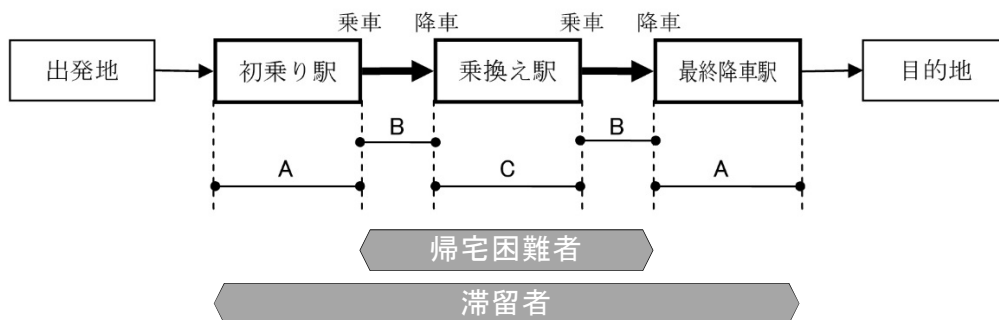 乗車 降車 乗車 降車
出発地 初乗り駅 乗換え駅 最終降車駅 目的地
B B
A C A
帰宅困難者
滞留者